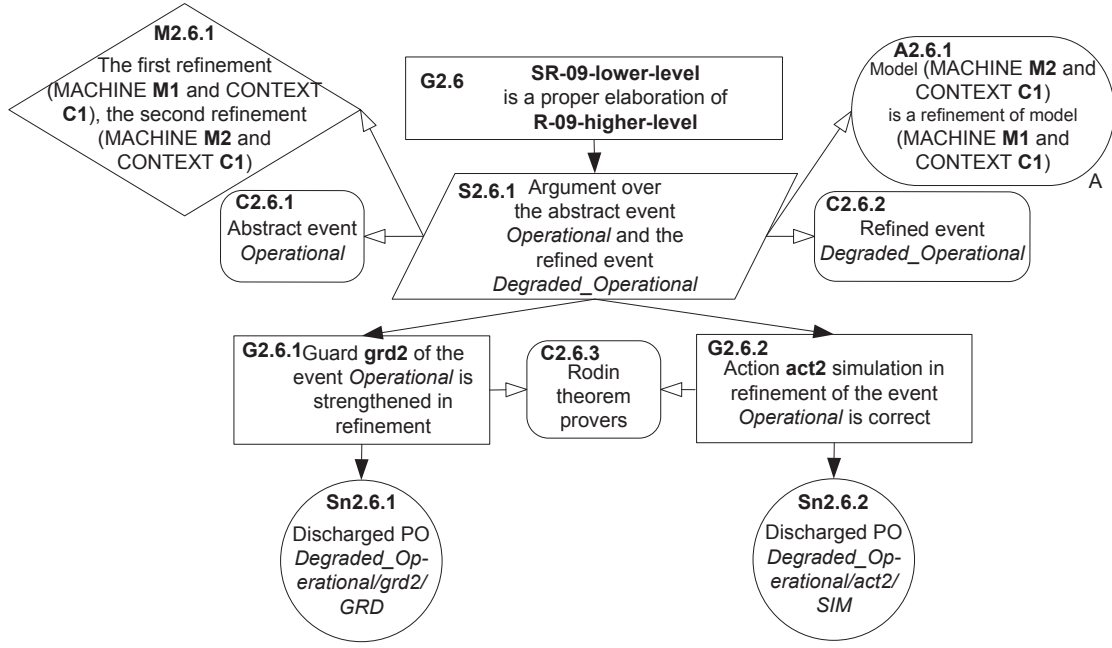 M2.6.1
The first refinement
(MACHINE M1 and CONTEXT
C1), the second refinement
(MACHINE M2 and
CONTEXT C1)
G2.6
SR-09-lower-level
is a proper elaboration of
R-09-higher-level
A2.6.1
Model (MACHINE M2 and
CONTEXT C1)
is a refinement of model
(MACHINE M1 and
CONTEXT C1)
A
C2.6.1
Abstract event
Operational
S2.6.1
Argument over
the abstract event
Operational and the
refined event
Degraded_Operational
C2.6.2
Refined event
Degraded_Operational
G2.6.1 Guard grd2 of the
event Operational is
strengthened in
refinement
C2.6.3
Rodin
theorem
provers
G2.6.2
Action act2 simulation in
refinement of the event
Operational is correct
Sn2.6.1
Discharged PO
Degraded_Op-
erational/grd2/
GRD
Sn2.6.2
Discharged PO
Degraded_Op-
erational/act2/
SIM